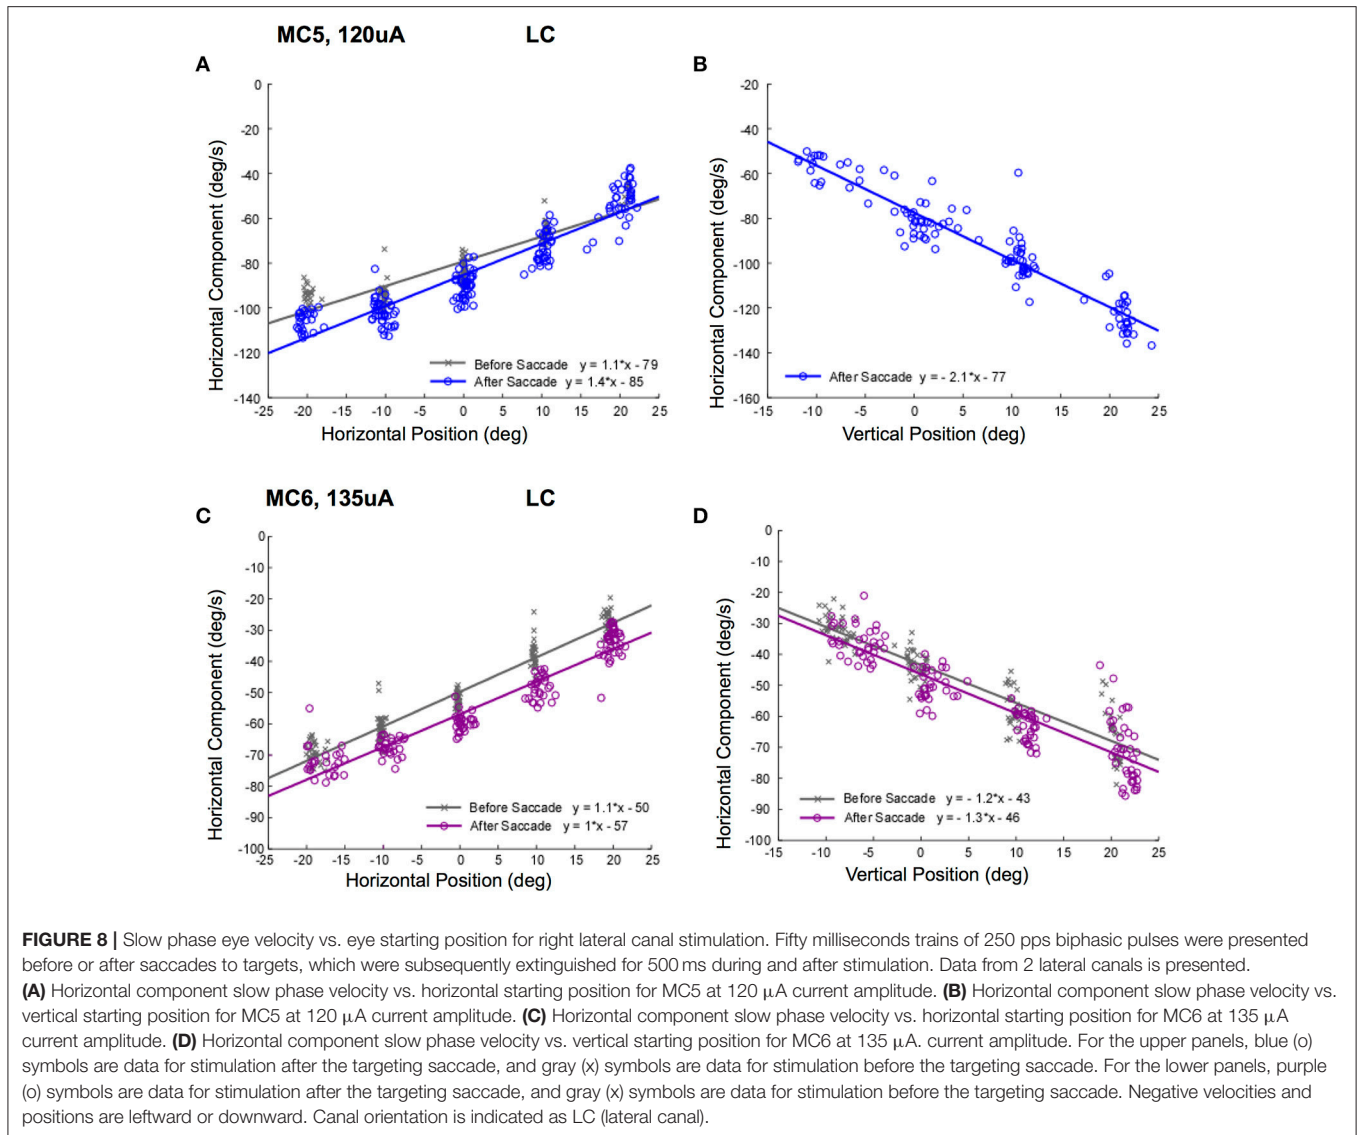 MC5, 120uA LC
A
0
-20
-40
-60
-80
-100
-120
-140
-25 -20 -15 -10 -5 0 5 10 15 20 25
Horizontal Component (deg/s)
Horizontal Position (deg)
Before Saccade y = 1.1*x - 79
After Saccade y = 1.4*x - 85
B
-20
-40
-60
-80
-100
-120
-140
-160
-15 -10 -5 0 5 10 15 20 25
Horizontal Component (deg/s)
Vertical Position (deg)
After Saccade y = - 2.1*x - 77
MC6, 135uA LC
C
0
-10
-20
-30
-40
-50
-60
-70
-80
-90
-100
-25 -20 -15 -10 -5 0 5 10 15 20 25
Horizontal Component (deg/s)
Horizontal Position (deg)
Before Saccade y = 1.1*x - 50
After Saccade y = 1*x - 57
D
0
-10
-20
-30
-40
-50
-60
-70
-80
-90
-100
-15 -10 -5 0 5 10 15 20 25
Horizontal Component (deg/s)
Vertical Position (deg)
Before Saccade y = - 1.2*x - 43
After Saccade y = - 1.3*x - 46
FIGURE 8 | Slow phase eye velocity vs. eye starting position for right lateral canal stimulation. Fifty milliseconds trains of 250 pps biphasic pulses were presented
before or after saccades to targets, which were subsequently extinguished for 500 ms during and after stimulation. Data from 2 lateral canals is presented.
(A) Horizontal component slow phase velocity vs. horizontal starting position for MC5 at 120 μA current amplitude. (B) Horizontal component slow phase velocity vs.
vertical starting position for MC5 at 120 μA current amplitude. (C) Horizontal component slow phase velocity vs. horizontal starting position for MC6 at 135 μA
current amplitude. (D) Horizontal component slow phase velocity vs. vertical starting position for MC6 at 135 μA. current amplitude. For the upper panels, blue (o)
symbols are data for stimulation after the targeting saccade, and gray (x) symbols are data for stimulation before the targeting saccade. For the lower panels, purple
(o) symbols are data for stimulation after the targeting saccade, and gray (x) symbols are data for stimulation before the targeting saccade. Negative velocities and
positions are leftward or downward. Canal orientation is indicated as LC (lateral canal).